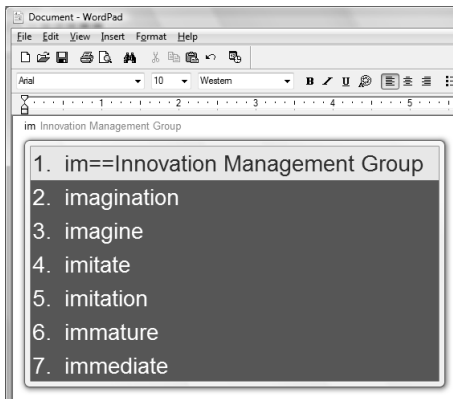 Document - WordPad
File Edit View Insert Format Help
Arial 10 Western B I U
1 2 3 4 5
im Innovation Management Group
1. im==Innovation Management Group
2. imagination
3. imagine
4. imitate
5. imitation
6. immature
7. immediate